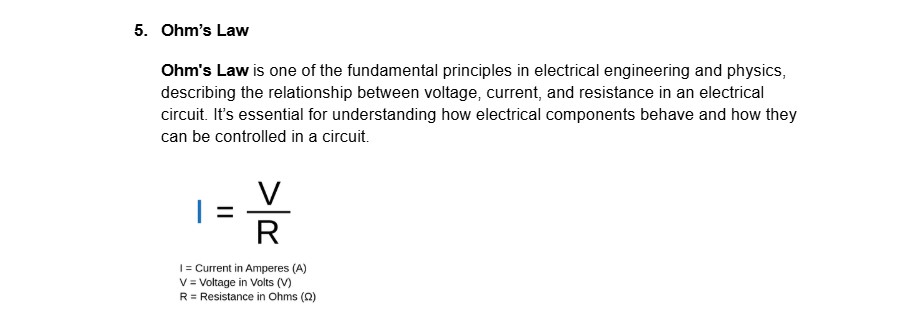 5. Ohm’s Law
Ohm's Law is one of the fundamental principles in electrical engineering and physics,
describing the relationship between voltage, current, and resistance in an electrical
circuit. It’s essential for understanding how electrical components behave and how they
can be controlled in a circuit.
I = V
R
I = Current in Amperes (A)
V = Voltage in Volts (V)
R = Resistance in Ohms (Ω)